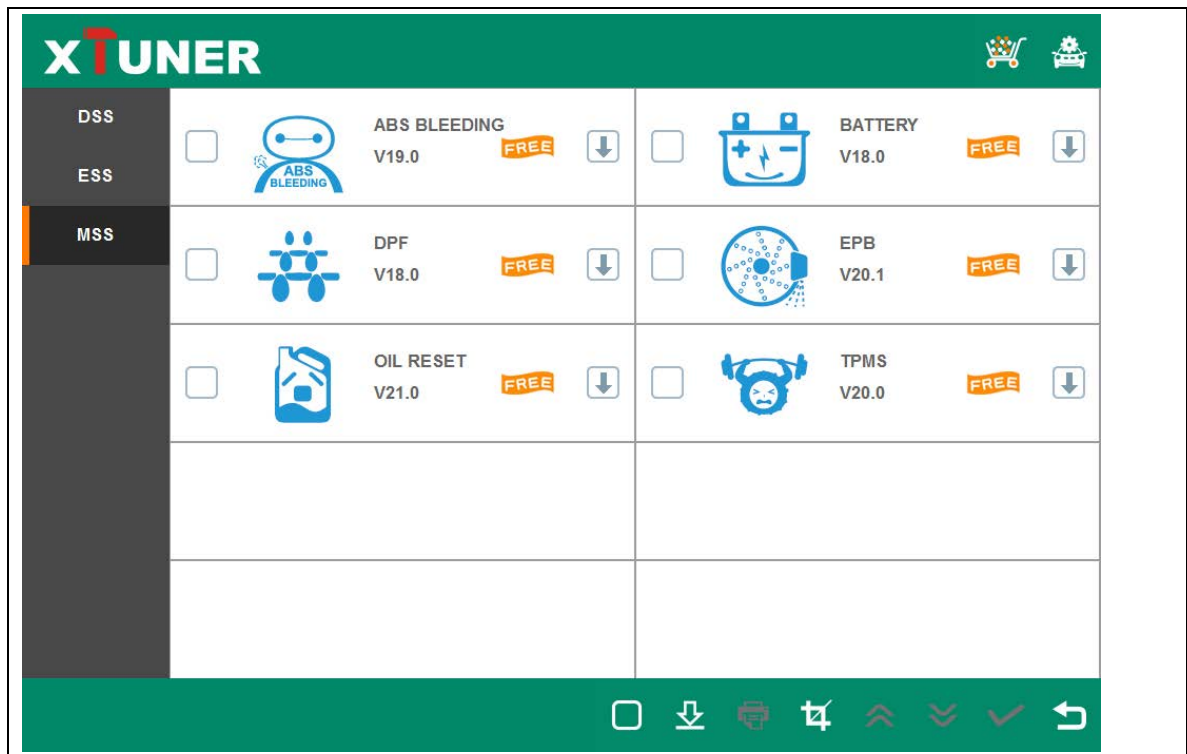 XTUNER
DSS
ESS
MSS
ABS BLEEDING
V19.0
FREE
ABS
BLEEDING
BATTERY
V18.0
FREE
DPF
V18.0
FREE
EPB
V20.1
FREE
OIL RESET
V21.0
FREE
TPMS
V20.0
FREE